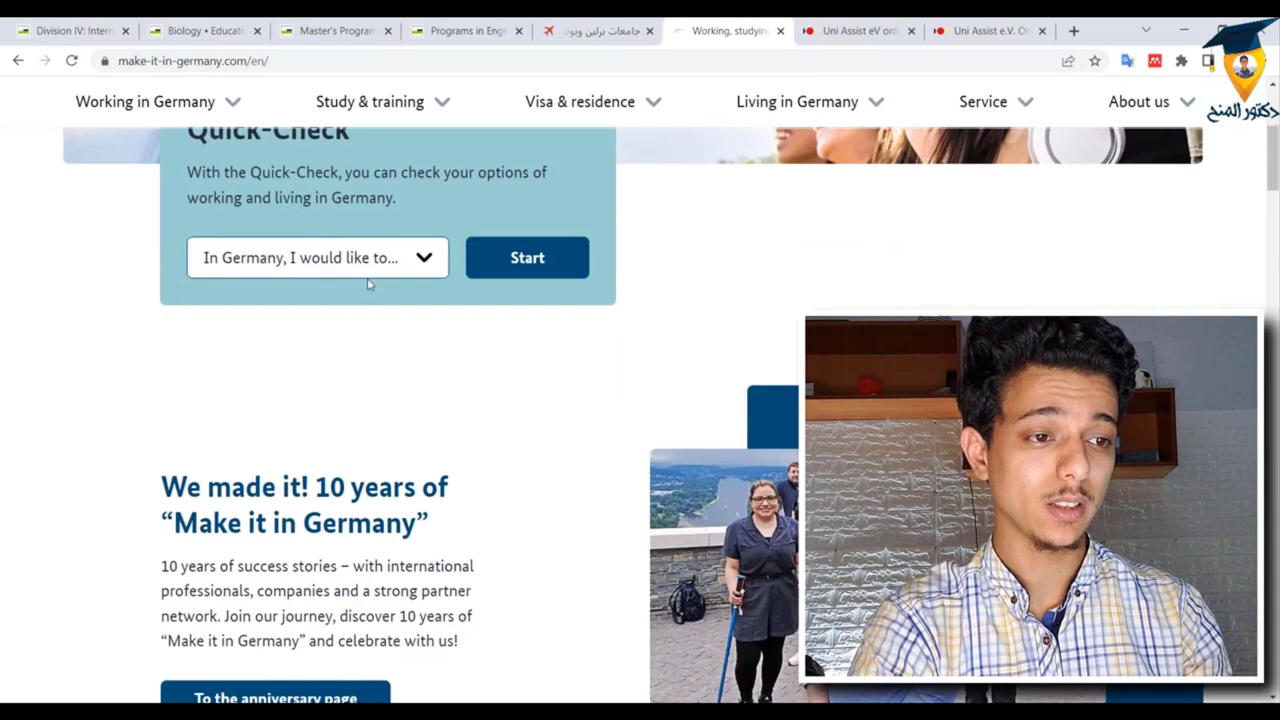 Division IV: Intern
Biology • Educati
Master's Program
Programs in Engl
جامعات برلين وبود
Working, studyin
Uni Assist eV onl
Uni Assist e.V. On
make-it-in-germany.com/en/
Working in Germany
Study & training
Visa & residence
Living in Germany
Service
About us
دكتور المنح
Quick-Check
With the Quick-Check, you can check your options of
working and living in Germany.
In Germany, I would like to...
Start
We made it! 10 years of
“Make it in Germany”
10 years of success stories – with international
professionals, companies and a strong partner
network. Join our journey, discover 10 years of
“Make it in Germany” and celebrate with us!
To the anniversary page